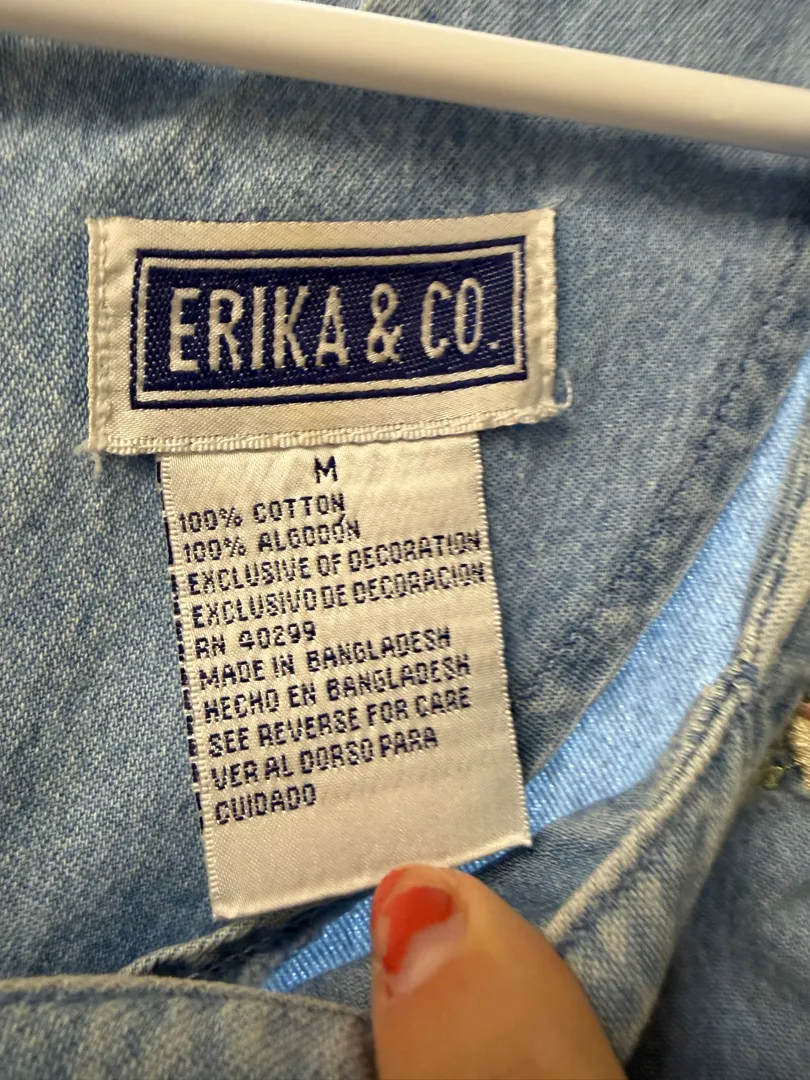 ERIKA & CO.
M
100% COTTON
100% ALGODÓN
EXCLUSIVE OF DECORATION
EXCLUSIVO DE DECORACION
RN 40299
MADE IN BANGLADESH
HECHO EN BANGLADESH
SEE REVERSE FOR CARE
VER AL DORSO PARA
CUIDADO